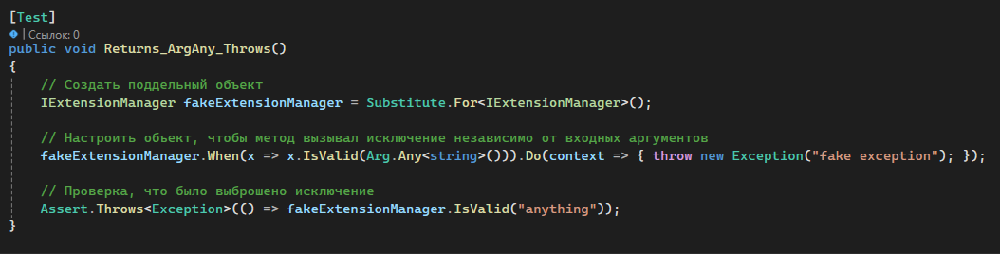 [Test]
| Ссылок: 0
public void Returns_ArgAny_Throws()
{
// Создать поддельный объект
IExtensionManager fakeExtensionManager = Substitute.For<IExtensionManager>();
// Настроить объект, чтобы метод вызывал исключение независимо от входных аргументов
fakeExtensionManager.When(x => x.IsValid(Arg.Any<string>())).Do(context => { throw new Exception("fake exception"); });
// Проверка, что было выброшено исключение
Assert.Throws<Exception>(() => fakeExtensionManager.IsValid("anything"));
}